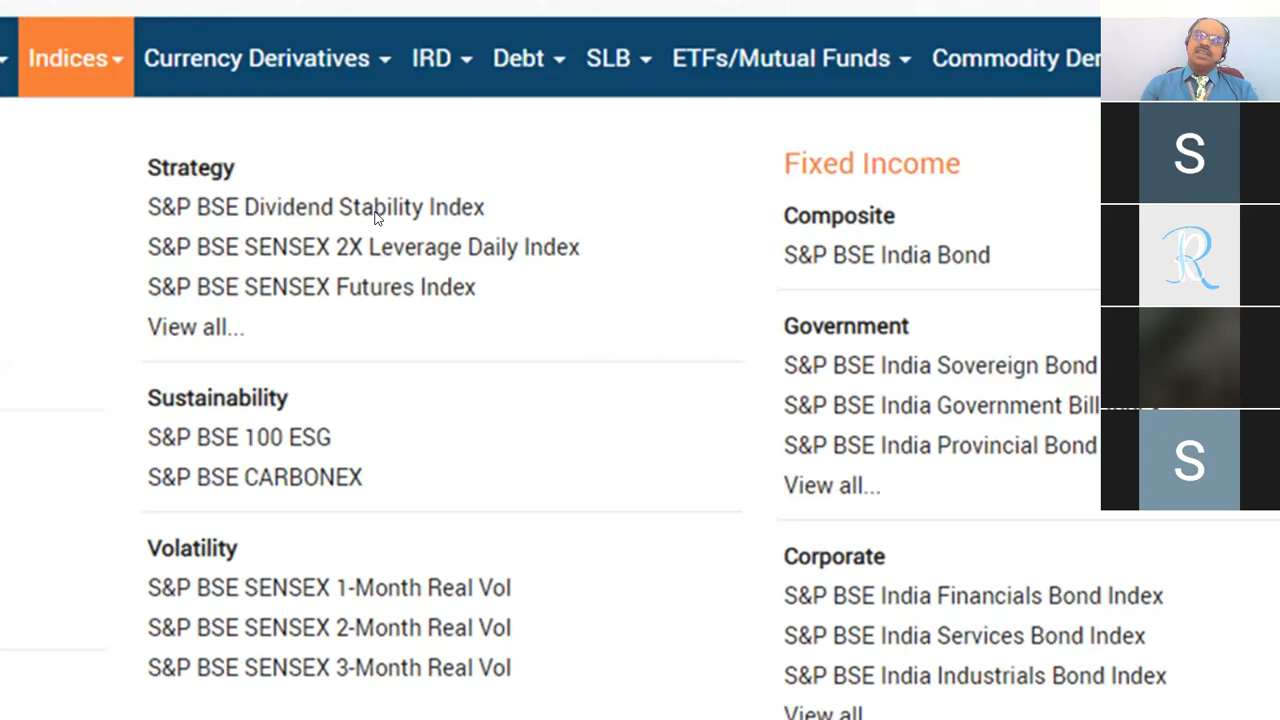 Indices
Currency Derivatives
IRD
Debt
SLB
ETFs/Mutual Funds
Commodity Der
Strategy
S&P BSE Dividend Stability Index
S&P BSE SENSEX 2X Leverage Daily Index
S&P BSE SENSEX Futures Index
View all...
Sustainability
S&P BSE 100 ESG
S&P BSE CARBONEX
Volatility
S&P BSE SENSEX 1-Month Real Vol
S&P BSE SENSEX 2-Month Real Vol
S&P BSE SENSEX 3-Month Real Vol
Fixed Income
Composite
S&P BSE India Bond
Government
S&P BSE India Sovereign Bond
S&P BSE India Government Bill
S&P BSE India Provincial Bond
View all...
Corporate
S&P BSE India Financials Bond Index
S&P BSE India Services Bond Index
S&P BSE India Industrials Bond Index
View all
S
R
S